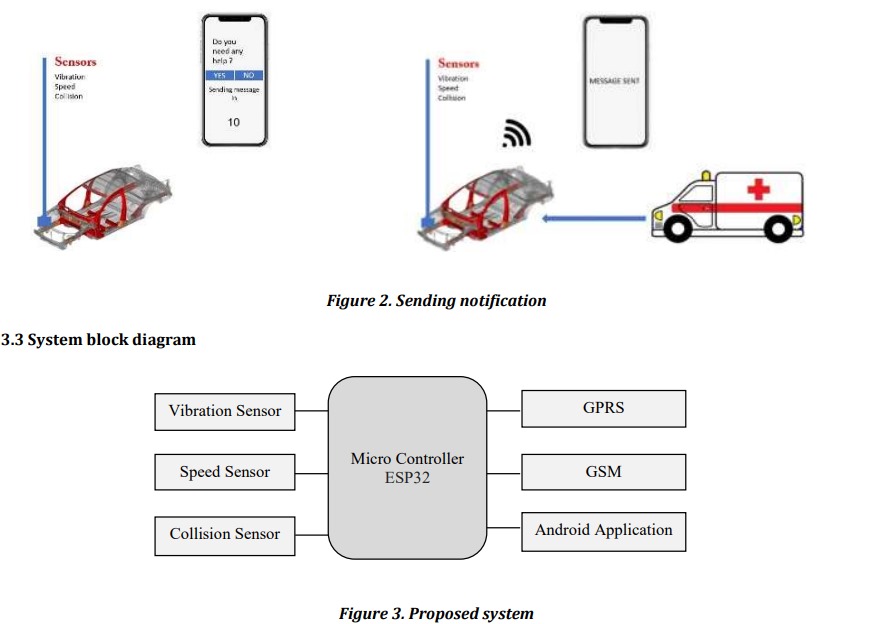 Sensors
Vibration
Speed
Collision
Do you
need any
help ?
YES NO
Sending message
in
10
Sensors
Vibration
Speed
Collision
MESSAGE SENT
Figure 2. Sending notification
3.3 System block diagram
Vibration Sensor
Speed Sensor
Collision Sensor
Micro Controller
ESP32
GPRS
GSM
Android Application
Figure 3. Proposed system